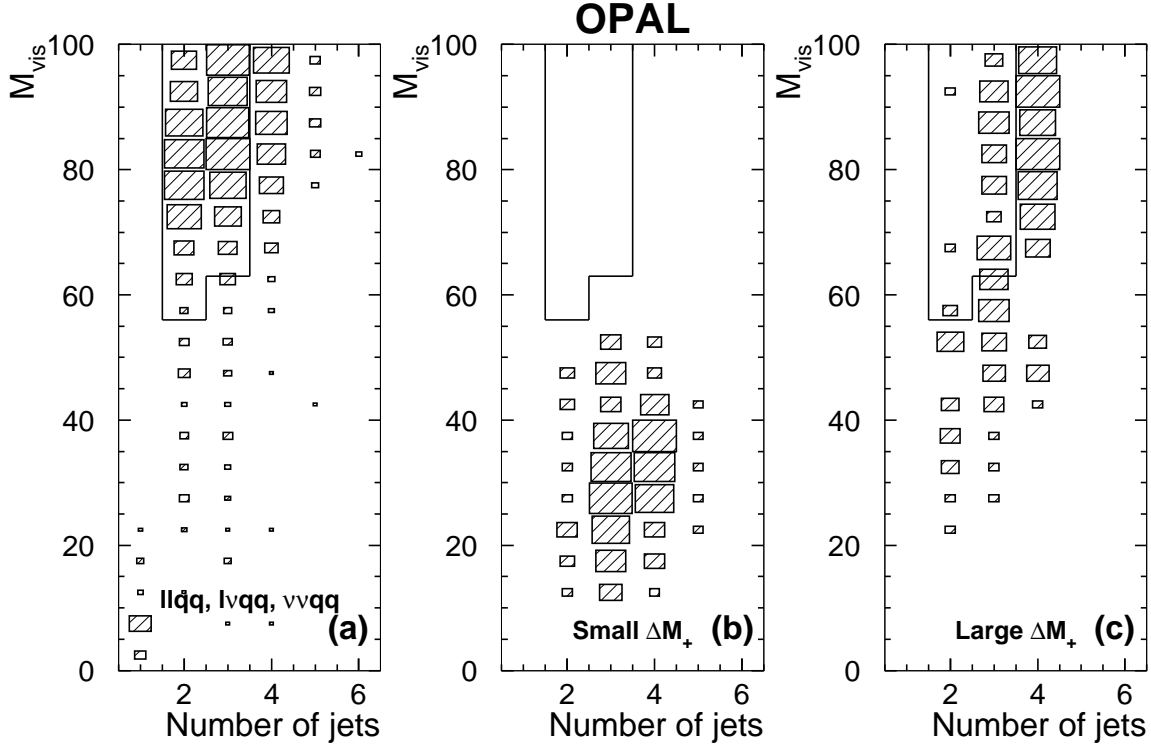 OPAL
M_vis
100
80
60
40
20
0
2 4 6
Number of jets
llqq, lνqq, ννqq
(a)
M_vis
100
80
60
40
20
0
2 4 6
Number of jets
Small ΔM₊
(b)
M_vis
100
80
60
40
20
0
2 4 6
Number of jets
Large ΔM₊
(c)